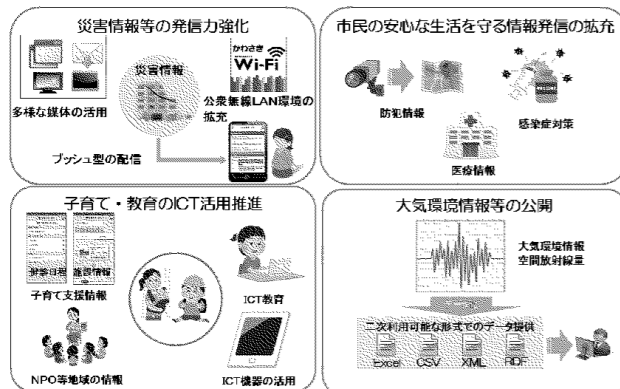 災害情報等の発信力強化
災害情報
かわさき
Wi-Fi
多様な媒体の活用
公衆無線LAN環境の
拡充
プッシュ型の配信
市民の安心な生活を守る情報発信の拡充
防犯情報
感染症対策
医療情報
子育て・教育のICT活用推進
健診日程
施設情報
子育て支援情報
ICT教育
NPO等地域の情報
ICT機器の活用
大気環境情報等の公開
大気環境情報
空間放射線量
二次利用可能な形式でのデータ提供
Excel
CSV
XML
RDF